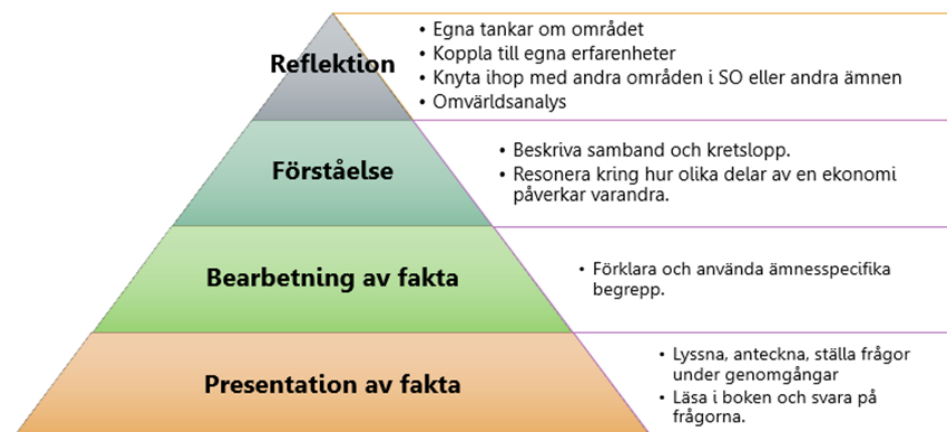 Reflektion
• Egna tankar om området
• Koppla till egna erfarenheter
• Knyta ihop med andra områden i SO eller andra ämnen
• Omvärldsanalys
Förståelse
• Beskriva samband och kretslopp.
• Resonera kring hur olika delar av en ekonomi
påverkar varandra.
Bearbetning av fakta
• Förklara och använda ämnesspecifika
begrepp.
Presentation av fakta
• Lyssna, anteckna, ställa frågor
under genomgångar
• Läsa i boken och svara på
frågorna.